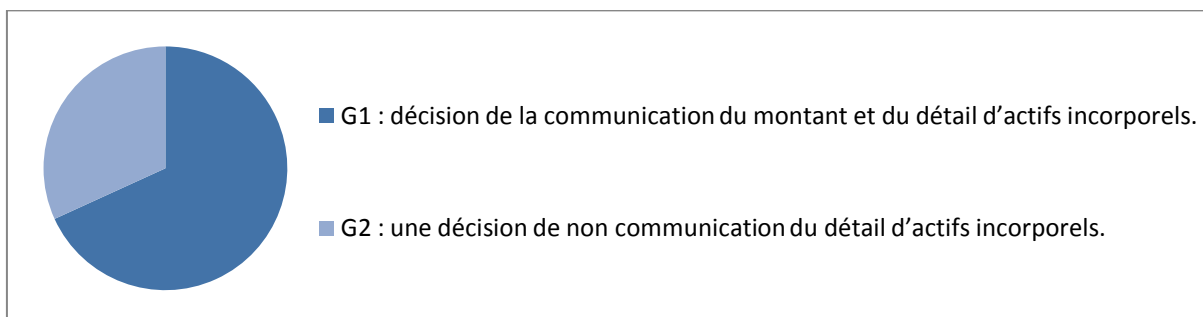 G1 : décision de la communication du montant et du détail d’actifs incorporels.
G2 : une décision de non communication du détail d’actifs incorporels.